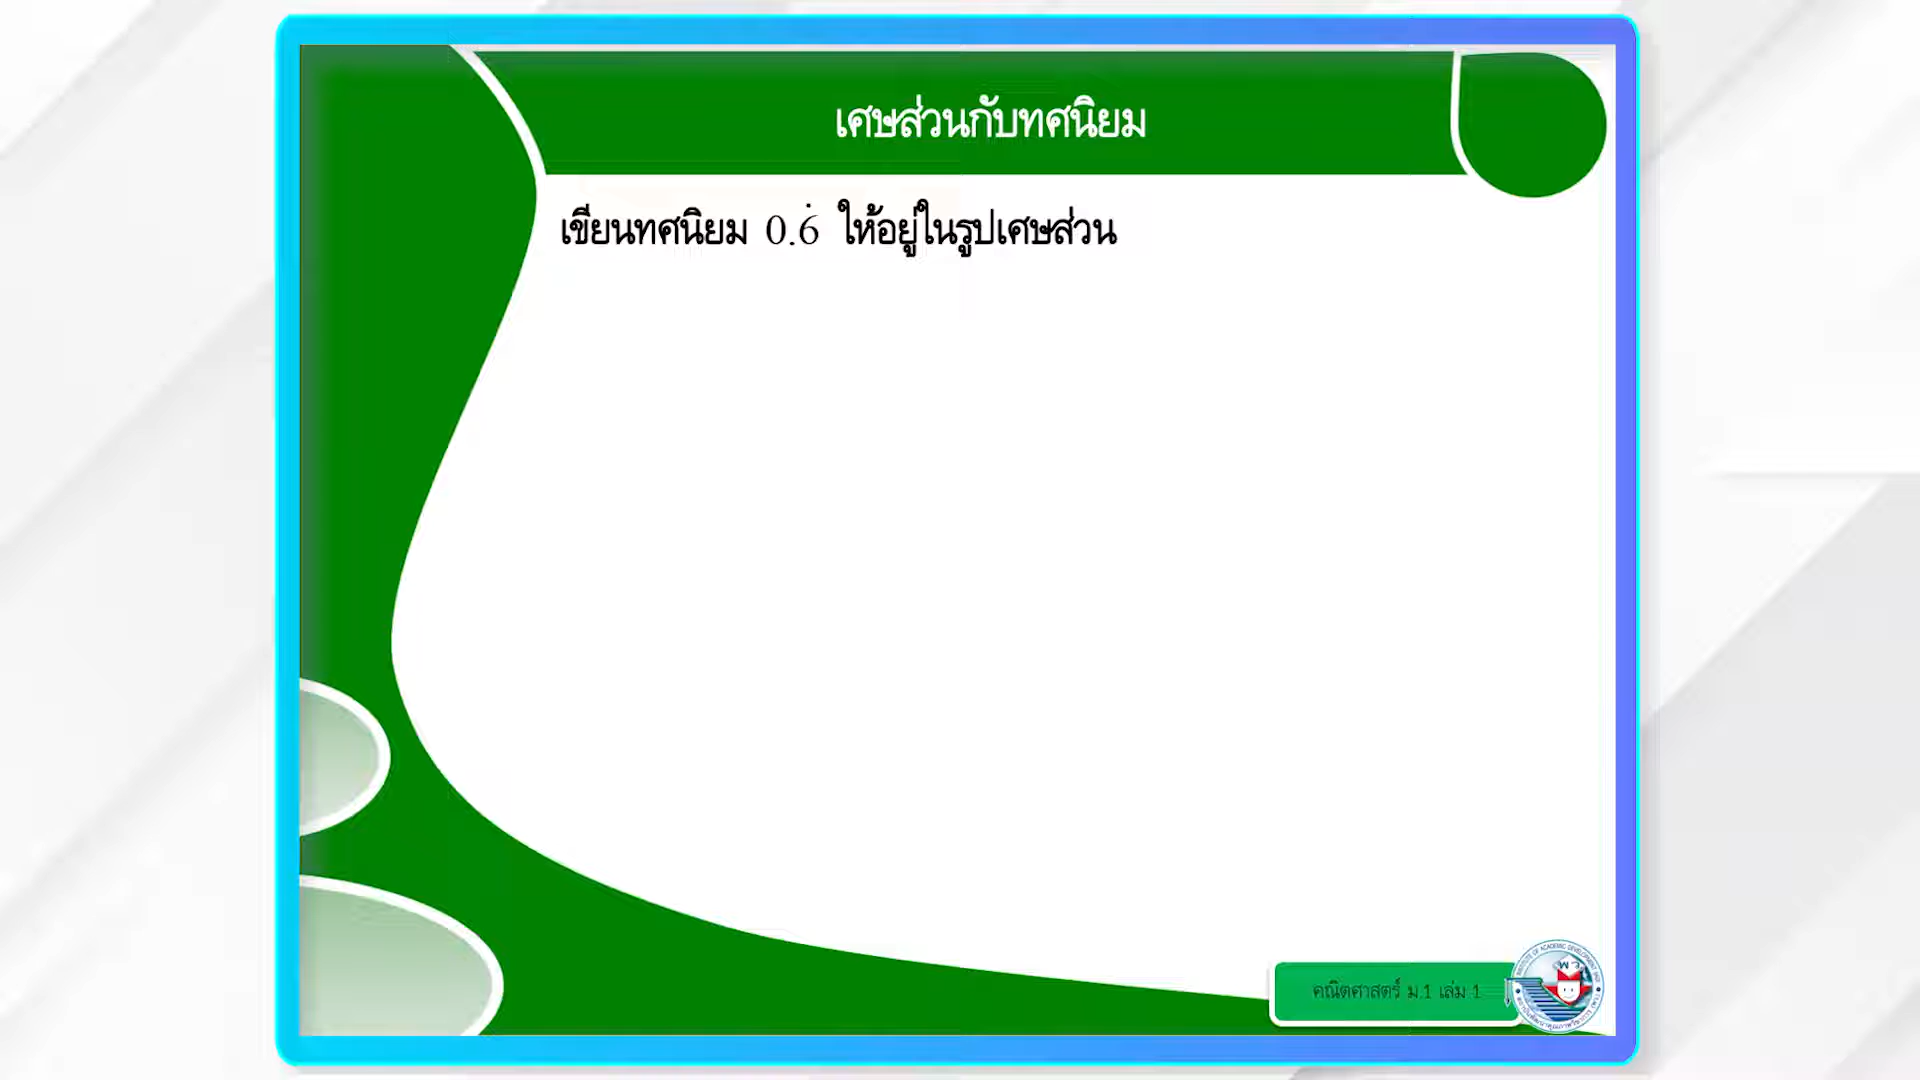 เศษส่วนกับทศนิยม
เขียนทศนิยม 0.6̇ ให้อยู่ในรูปเศษส่วน
คณิตศาสตร์ ม.1 เล่ม 1
พว.